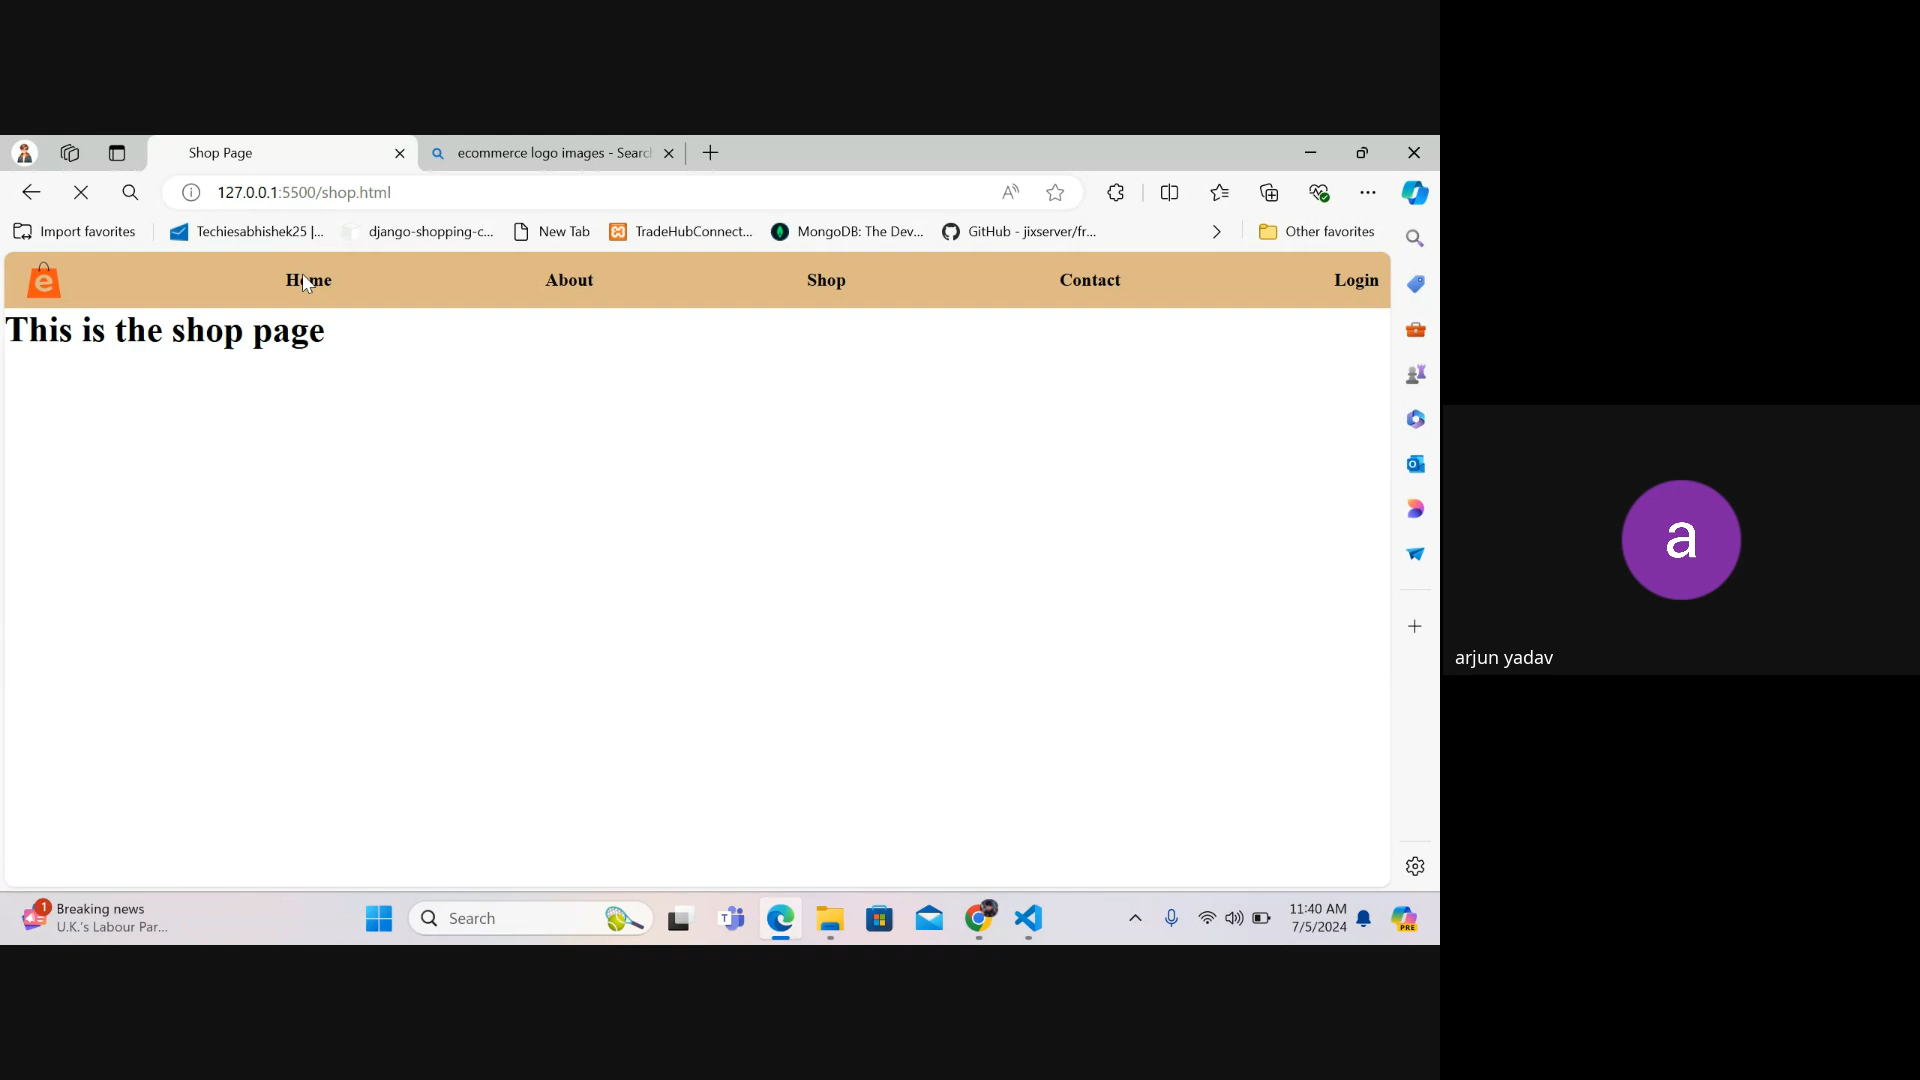 Shop Page
ecommerce logo images - Searc
127.0.0.1:5500/shop.html
Import favorites
Techiesabhishek25 |...
django-shopping-c...
New Tab
TradeHubConnect...
MongoDB: The Dev...
GitHub - jixserver/fr...
Other favorites
e
Home
About
Shop
Contact
Login
This is the shop page
a
arjun yadav
1
Breaking news
U.K.'s Labour Par...
Search
PRE
11:40 AM
7/5/2024